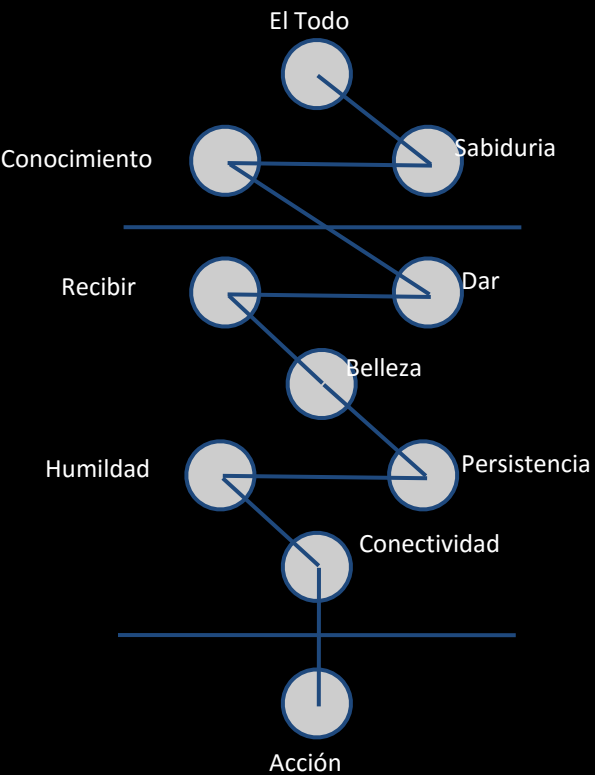 El Todo
Conocimiento
Sabiduria
Recibir
Dar
Belleza
Humildad
Persistencia
Conectividad
Acción